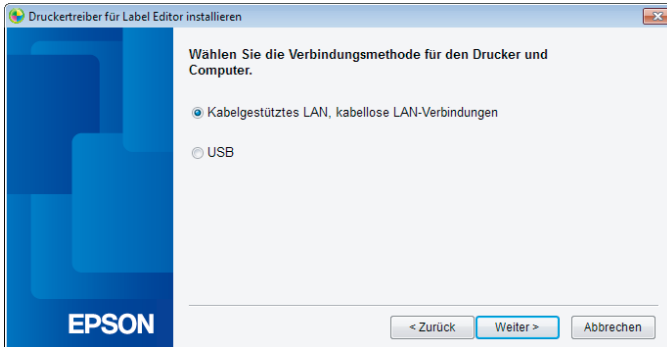 Druckertreiber für Label Editor installieren
Wählen Sie die Verbindungsmethode für den Drucker und
Computer.
Kabelgestütztes LAN, kabellose LAN-Verbindungen
USB
EPSON
< Zurück
Weiter >
Abbrechen